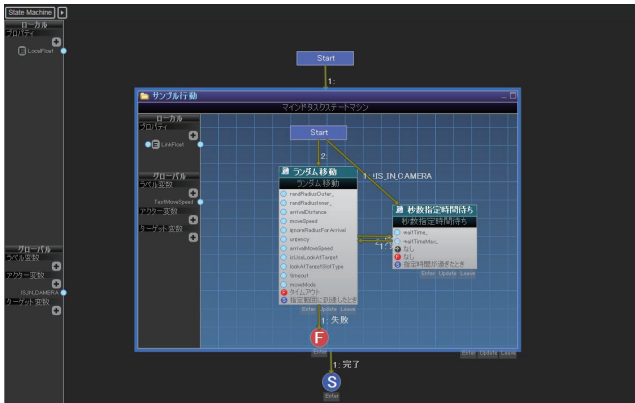 State Machine
ローカル
プロパティ
LocalFloat
グローバル
ラベル変数
アクター変数
IS_IN_CAMERA
ターゲット変数
Start
1:
サンプル行動
マインドタスクステートマシン
ローカル
プロパティ
LinkFloat
グローバル
ラベル変数
TestMoveSpeed
アクター変数
ターゲット変数
Start
2:
1: !IS_IN_CAMERA
ランダム移動
ランダム移動
randRadiusOuter_
randRadiusInner_
arrivalDistance
moveSpeed
ignoreRadiusForArrival
urgency
arrivalMoveSpeed
isUseLookAtTarget
lookAtTargetSlotType
timeout
moveMode
タイムアウト
指定範囲に到達したとき
Enter Update Leave
秒数指定時間待ち
秒数指定時間待ち
waitTime_
waitTimeMax_
なし
なし
指定時間が過ぎたとき
Enter Update Leave
1: 失敗
F
Enter
Enter Update Leave
1: 完了
S
Enter